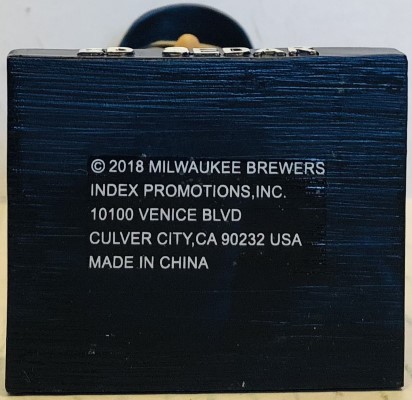 © 2018 MILWAUKEE BREWERS
INDEX PROMOTIONS,INC.
10100 VENICE BLVD
CULVER CITY,CA 90232 USA
MADE IN CHINA